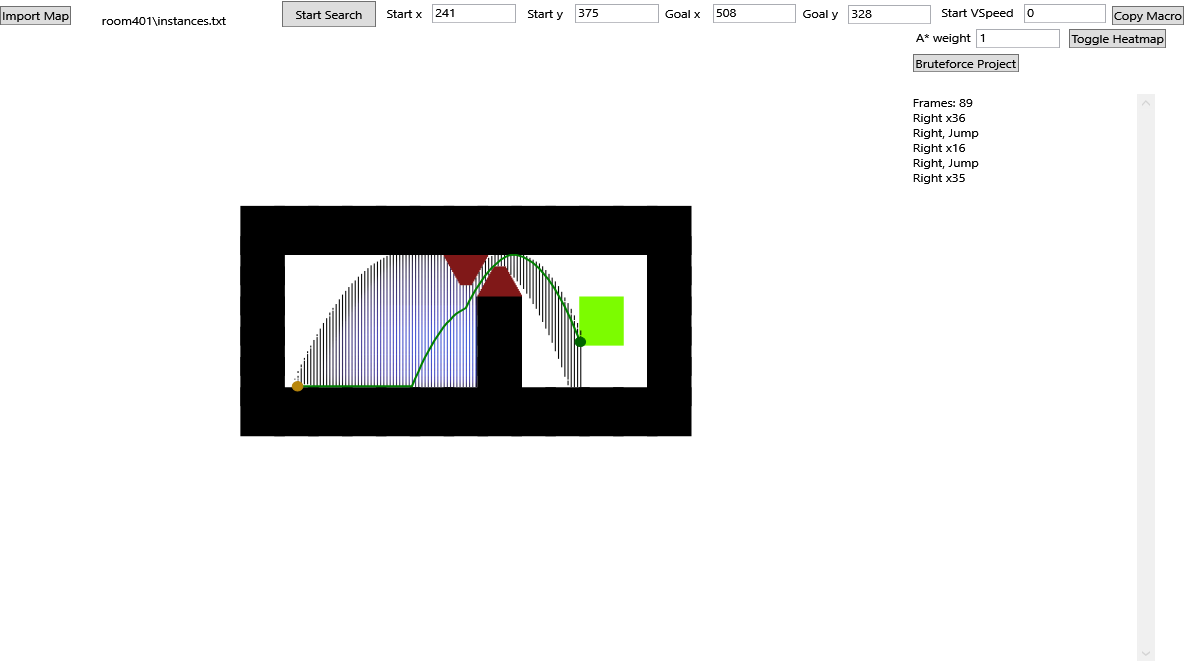 Import Map
room401\instances.txt
Start Search
Start x 241
Start y 375
Goal x 508
Goal y 328
Start VSpeed 0
Copy Macro
A* weight 1
Toggle Heatmap
Bruteforce Project
Frames: 89
Right x36
Right, Jump
Right x16
Right, Jump
Right x35